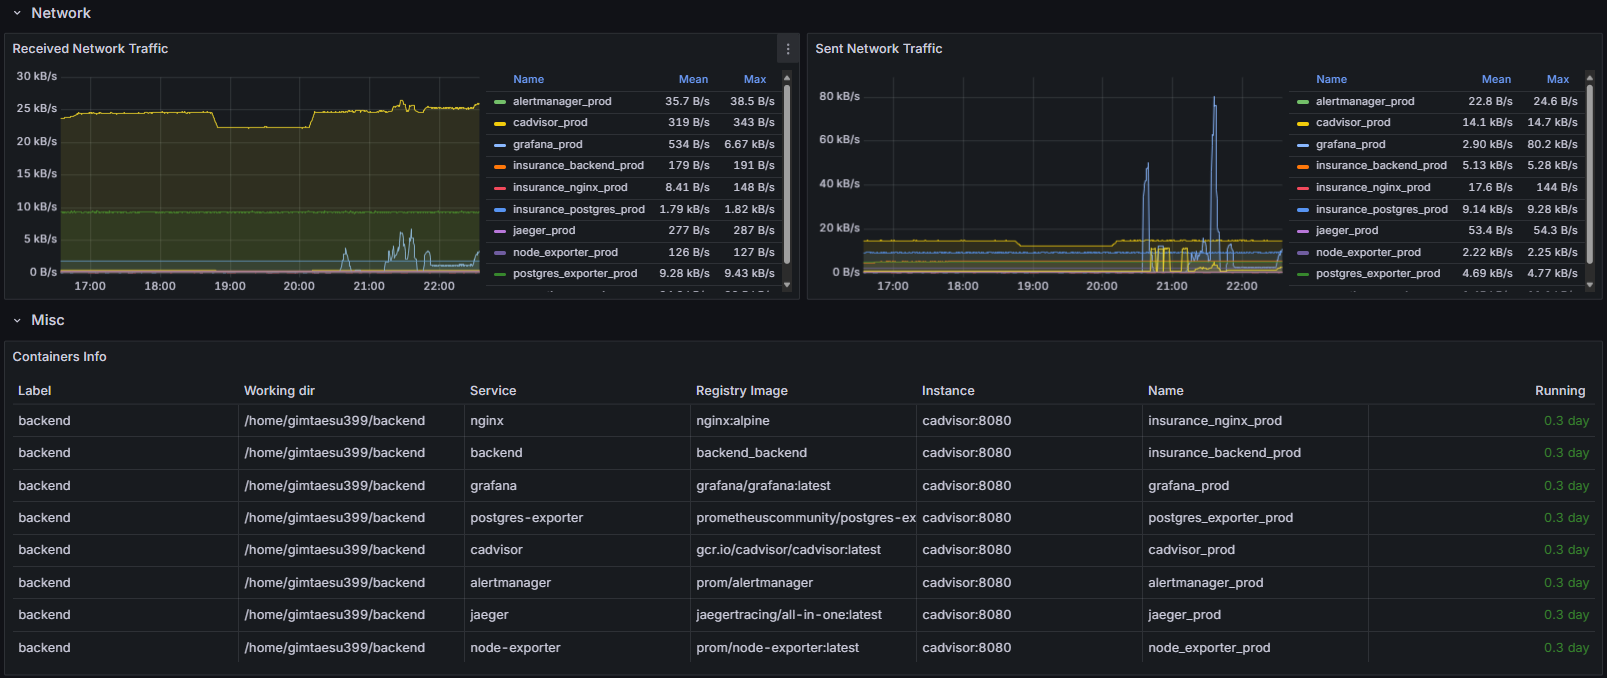 Network
Received Network Traffic
30 kB/s
25 kB/s
20 kB/s
15 kB/s
10 kB/s
5 kB/s
0 B/s
17:00 18:00 19:00 20:00 21:00 22:00
Name Mean Max
alertmanager_prod 35.7 B/s 38.5 B/s
cadvisor_prod 319 B/s 343 B/s
grafana_prod 534 B/s 6.67 kB/s
insurance_backend_prod 179 B/s 191 B/s
insurance_nginx_prod 8.41 B/s 148 B/s
insurance_postgres_prod 1.79 kB/s 1.82 kB/s
jaeger_prod 277 B/s 287 B/s
node_exporter_prod 126 B/s 127 B/s
postgres_exporter_prod 9.28 kB/s 9.43 kB/s
Sent Network Traffic
80 kB/s
60 kB/s
40 kB/s
20 kB/s
0 B/s
17:00 18:00 19:00 20:00 21:00 22:00
Name Mean Max
alertmanager_prod 22.8 B/s 24.6 B/s
cadvisor_prod 14.1 kB/s 14.7 kB/s
grafana_prod 2.90 kB/s 80.2 kB/s
insurance_backend_prod 5.13 kB/s 5.28 kB/s
insurance_nginx_prod 17.6 B/s 144 B/s
insurance_postgres_prod 9.14 kB/s 9.28 kB/s
jaeger_prod 53.4 B/s 54.3 B/s
node_exporter_prod 2.22 kB/s 2.25 kB/s
postgres_exporter_prod 4.69 kB/s 4.77 kB/s
Misc
Containers Info
Label Working dir Service Registry Image Instance Name Running
backend /home/gimtaesu399/backend nginx nginx:alpine cadvisor:8080 insurance_nginx_prod 0.3 day
backend /home/gimtaesu399/backend backend backend_backend cadvisor:8080 insurance_backend_prod 0.3 day
backend /home/gimtaesu399/backend grafana grafana/grafana:latest cadvisor:8080 grafana_prod 0.3 day
backend /home/gimtaesu399/backend postgres-exporter prometheuscommunity/postgres-ex cadvisor:8080 postgres_exporter_prod 0.3 day
backend /home/gimtaesu399/backend cadvisor gcr.io/cadvisor/cadvisor:latest cadvisor:8080 cadvisor_prod 0.3 day
backend /home/gimtaesu399/backend alertmanager prom/alertmanager cadvisor:8080 alertmanager_prod 0.3 day
backend /home/gimtaesu399/backend jaeger jaegertracing/all-in-one:latest cadvisor:8080 jaeger_prod 0.3 day
backend /home/gimtaesu399/backend node-exporter prom/node-exporter:latest cadvisor:8080 node_exporter_prod 0.3 day